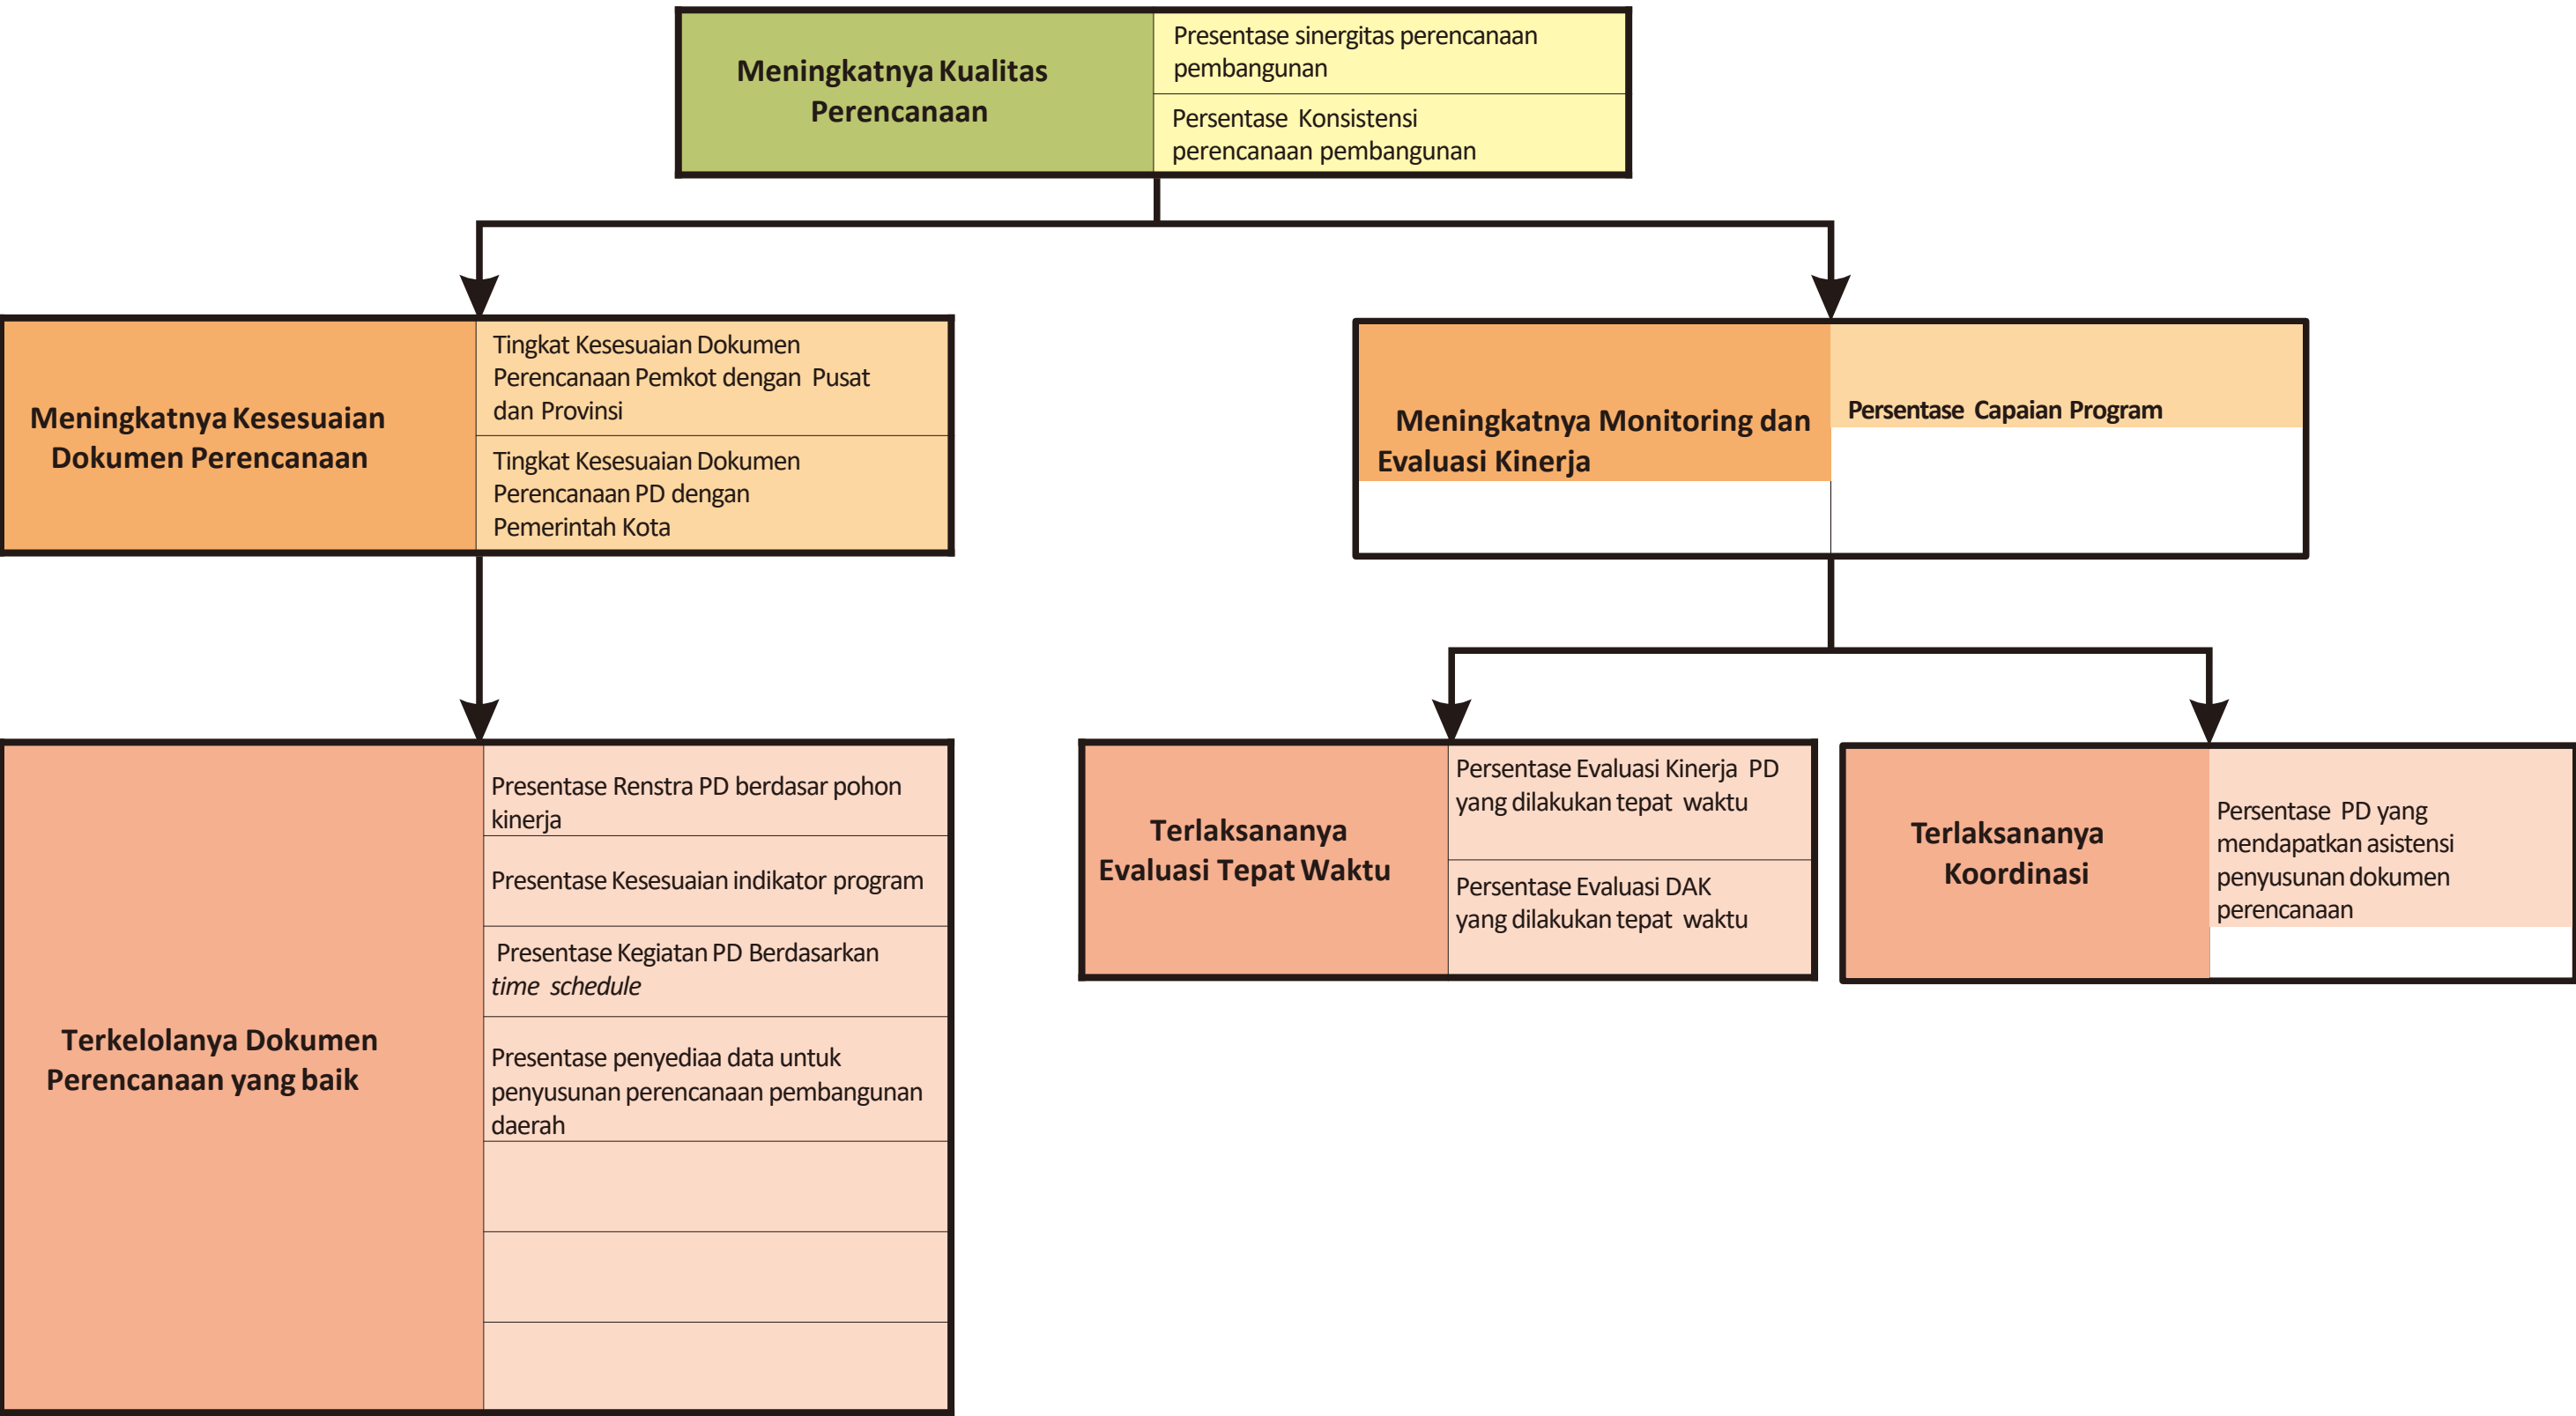 Meningkatnya Kualitas
Perencanaan
Presentase sinergitas perencanaan
pembangunan
Persentase Konsistensi
perencanaan pembangunan
Meningkatnya Kesesuaian
Dokumen Perencanaan
Tingkat Kesesuaian Dokumen
Perencanaan Pemkot dengan Pusat
dan Provinsi
Tingkat Kesesuaian Dokumen
Perencanaan PD dengan
Pemerintah Kota
Meningkatnya Monitoring dan
Evaluasi Kinerja
Persentase Capaian Program
Terkelolanya Dokumen
Perencanaan yang baik
Presentase Renstra PD berdasar pohon
kinerja
Presentase Kesesuaian indikator program
Presentase Kegiatan PD Berdasarkan
time schedule
Presentase penyediaa data untuk
penyusunan perencanaan pembangunan
daerah
Terlaksananya
Evaluasi Tepat Waktu
Persentase Evaluasi Kinerja PD
yang dilakukan tepat waktu
Persentase Evaluasi DAK
yang dilakukan tepat waktu
Terlaksananya
Koordinasi
Persentase PD yang
mendapatkan asistensi
penyusunan dokumen
perencanaan